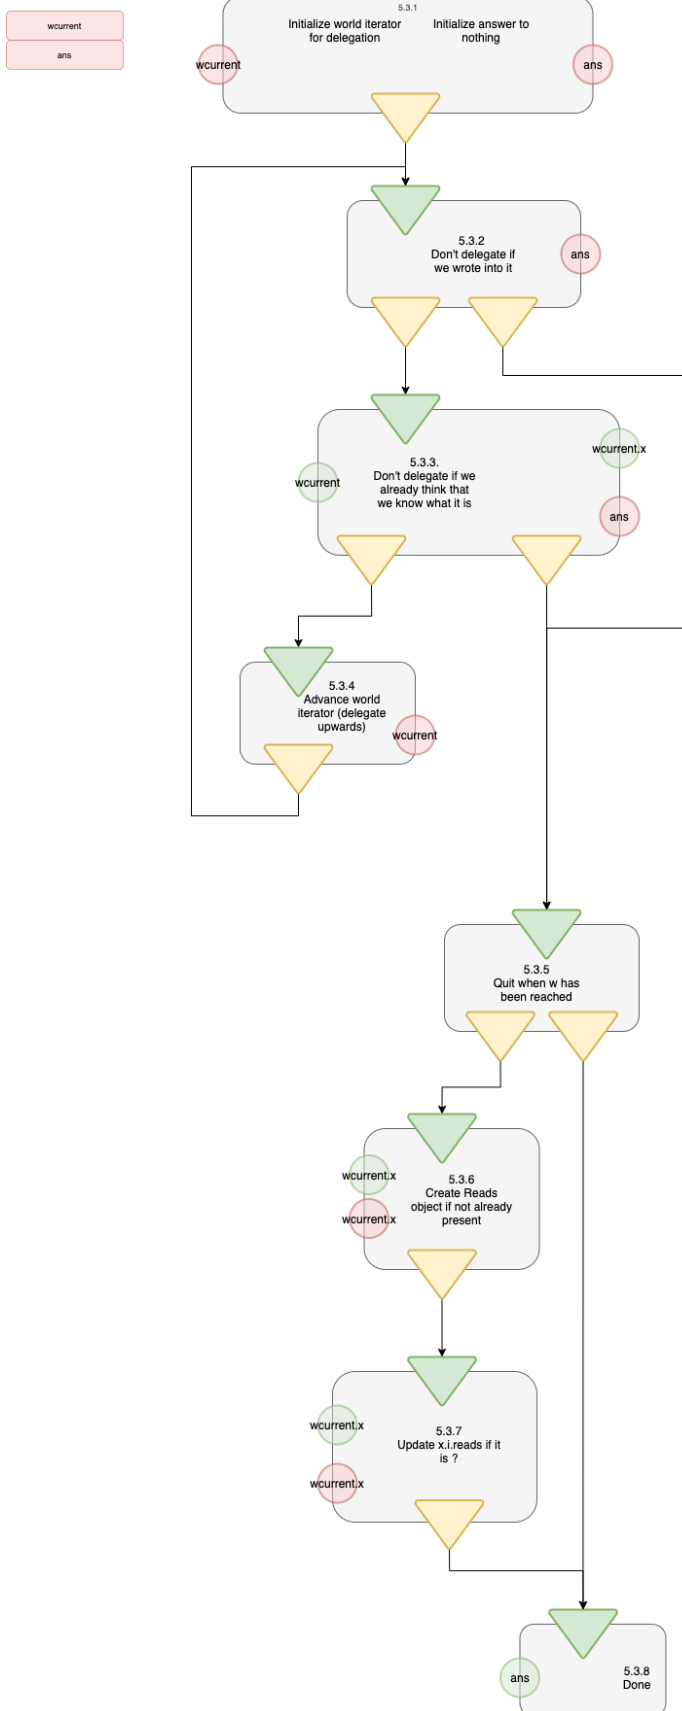 wcurrent
ans
5.3.1
Initialize world iterator
for delegation
Initialize answer to
nothing
wcurrent
ans
5.3.2
Don't delegate if
we wrote into it
ans
5.3.3.
Don't delegate if we
already think that
we know what it is
wcurrent
wcurrent.x
ans
5.3.4
Advance world
iterator (delegate
upwards)
wcurrent
5.3.5
Quit when w has
been reached
wcurrent.x
wcurrent.x
5.3.6
Create Reads
object if not already
present
wcurrent.x
5.3.7
Update x.i.reads if it
is ?
wcurrent.x
ans
5.3.8
Done